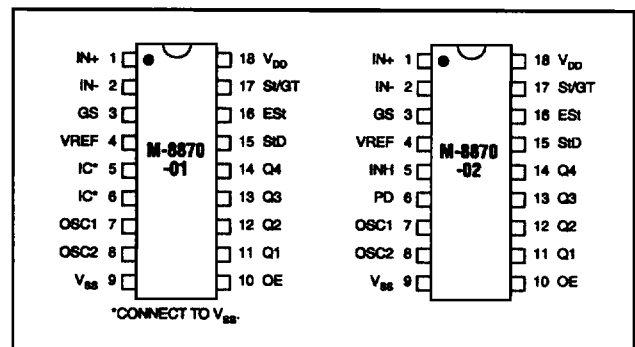 IN+ 1 18 VDD
IN- 2 17 St/GT
GS 3 16 ESt
VREF 4 15 StD
M-8870
-01
IC* 5 14 Q4
IC* 6 13 Q3
OSC1 7 12 Q2
OSC2 8 11 Q1
VSS 9 10 OE
*CONNECT TO VSS.
IN+ 1 18 VDD
IN- 2 17 St/GT
GS 3 16 ESt
VREF 4 15 StD
M-8870
-02
INH 5 14 Q4
PD 6 13 Q3
OSC1 7 12 Q2
OSC2 8 11 Q1
VSS 9 10 OE